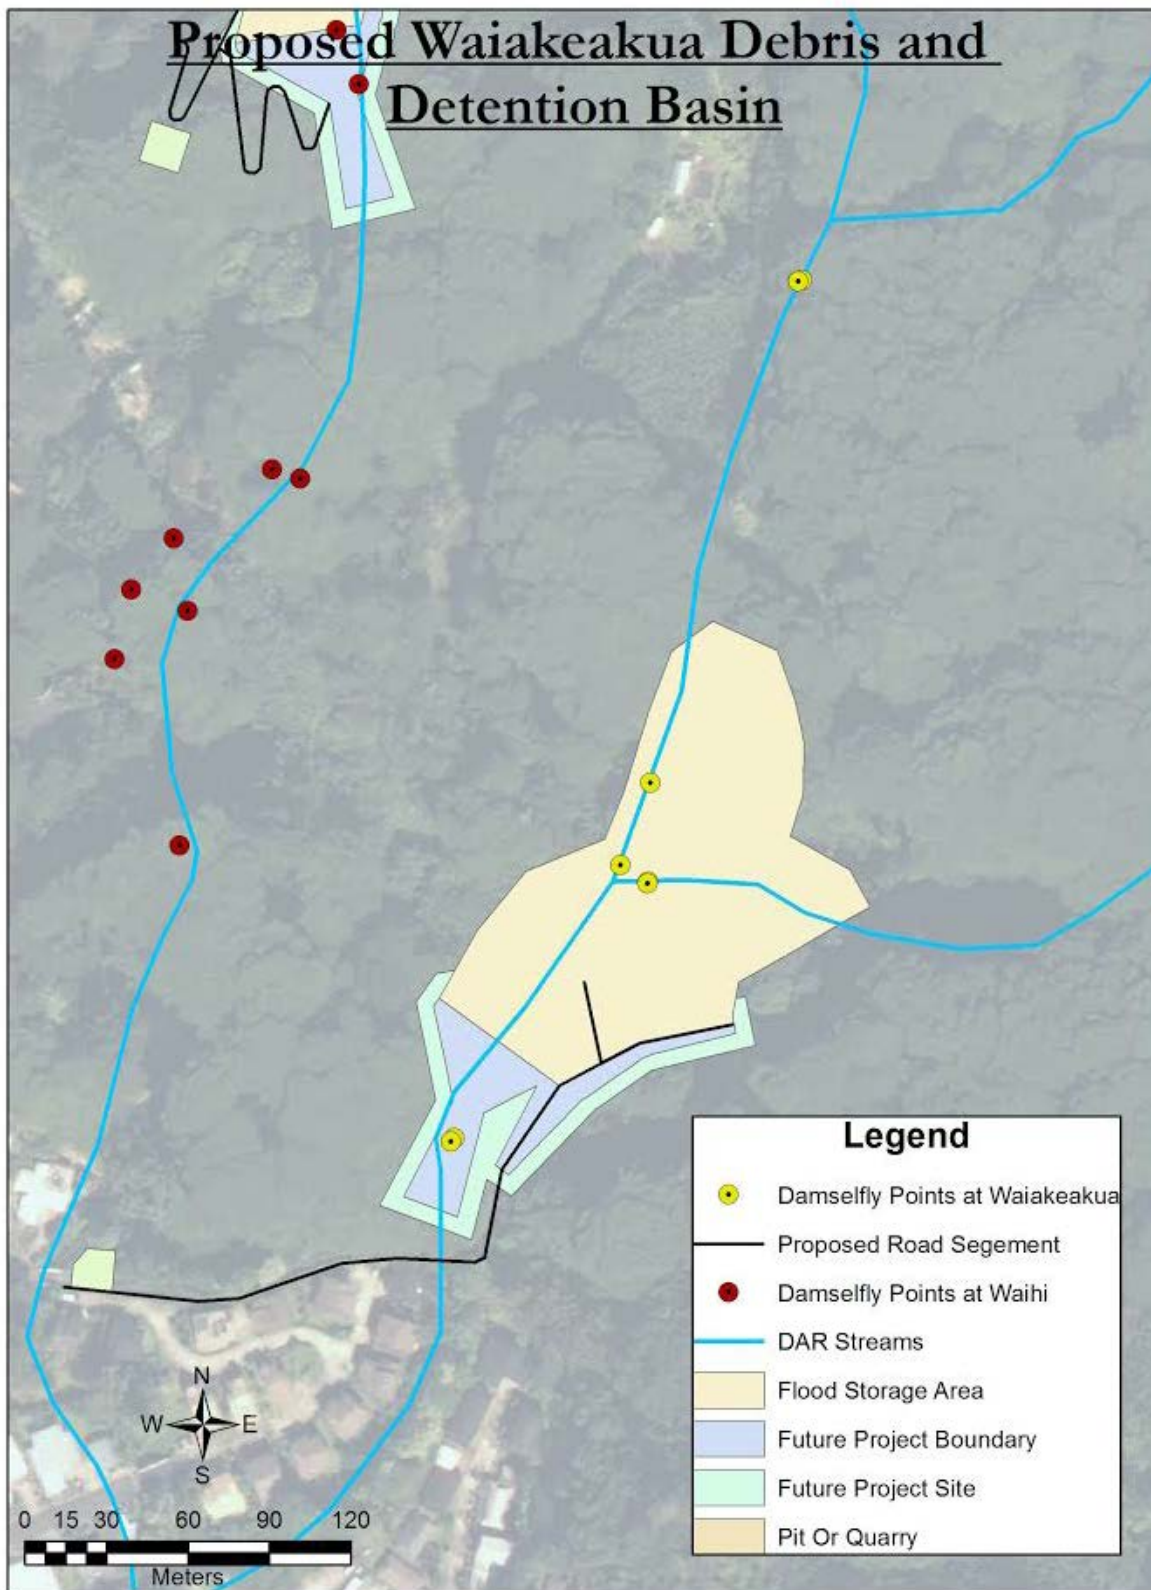 Proposed Waiakeakua Debris and
Detention Basin
Legend
Damselfly Points at Waiakeakua
Proposed Road Segement
Damselfly Points at Waihi
DAR Streams
Flood Storage Area
Future Project Boundary
Future Project Site
Pit Or Quarry
N
W E
S
0 15 30 60 90 120
Meters